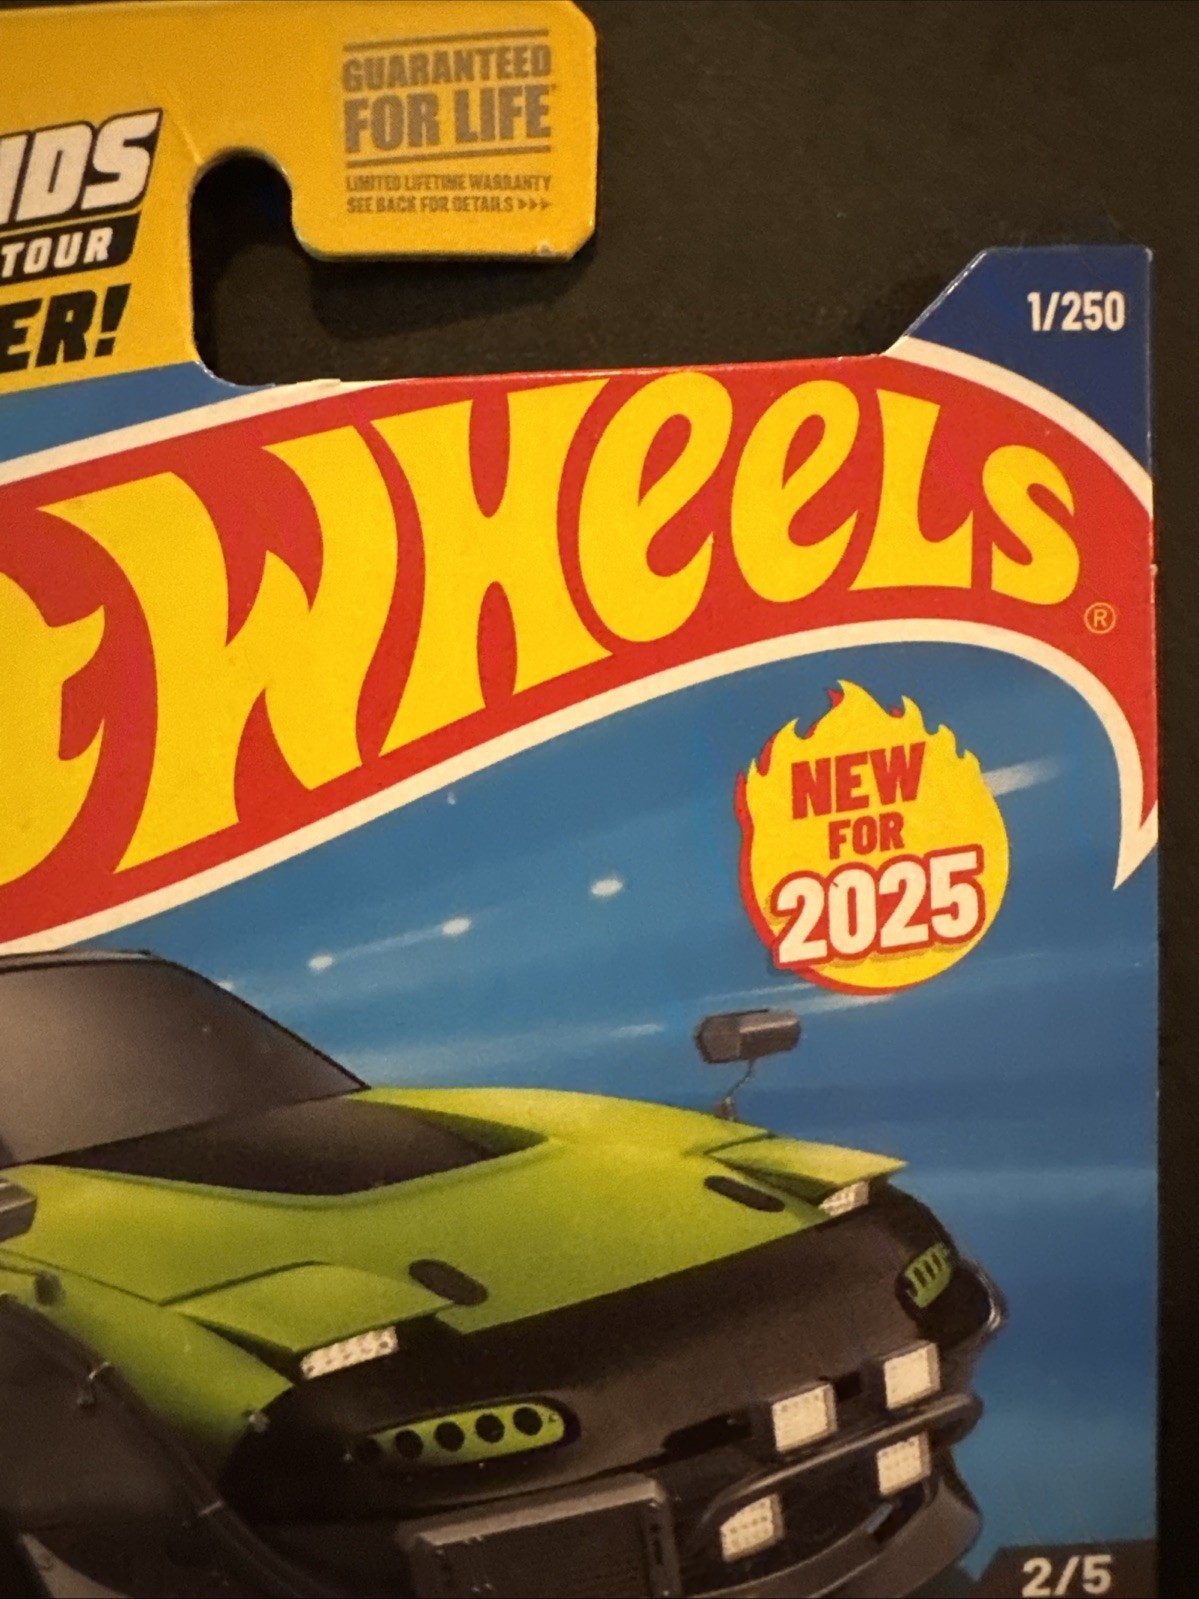 GUARANTEED
FOR LIFE
LIMITED LIFETIME WARRANTY
SEE BACK FOR DETAILS >>>
TOUR
1/250
WHEELS ®
NEW
FOR
2025
2/5